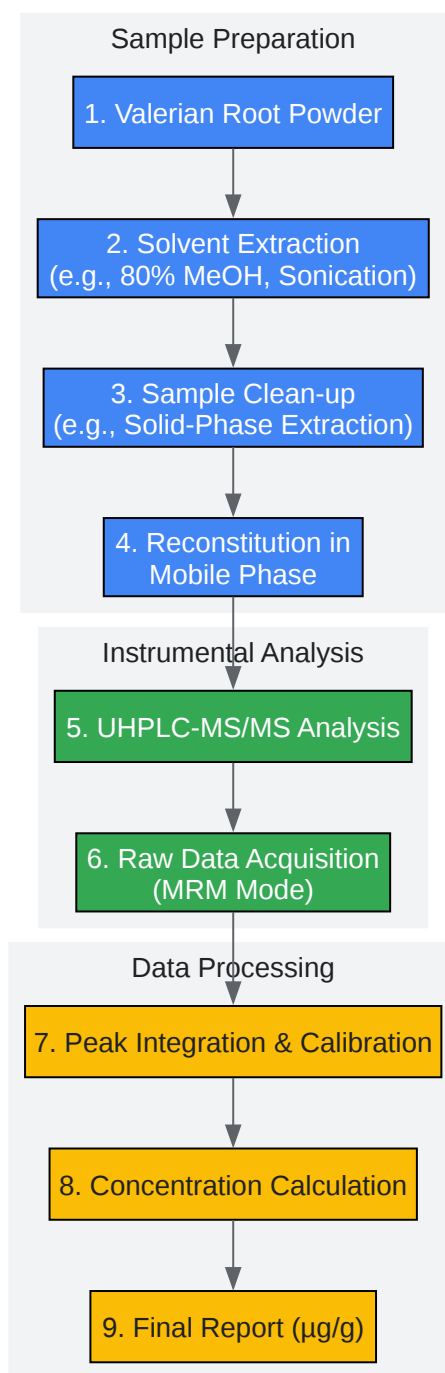 Sample Preparation
1. Valerian Root Powder
2. Solvent Extraction
(e.g., 80% MeOH, Sonication)
3. Sample Clean-up
(e.g., Solid-Phase Extraction)
4. Reconstitution in
Mobile Phase
Instrumental Analysis
5. UHPLC-MS/MS Analysis
6. Raw Data Acquisition
(MRM Mode)
Data Processing
7. Peak Integration & Calibration
8. Concentration Calculation
9. Final Report (µg/g)